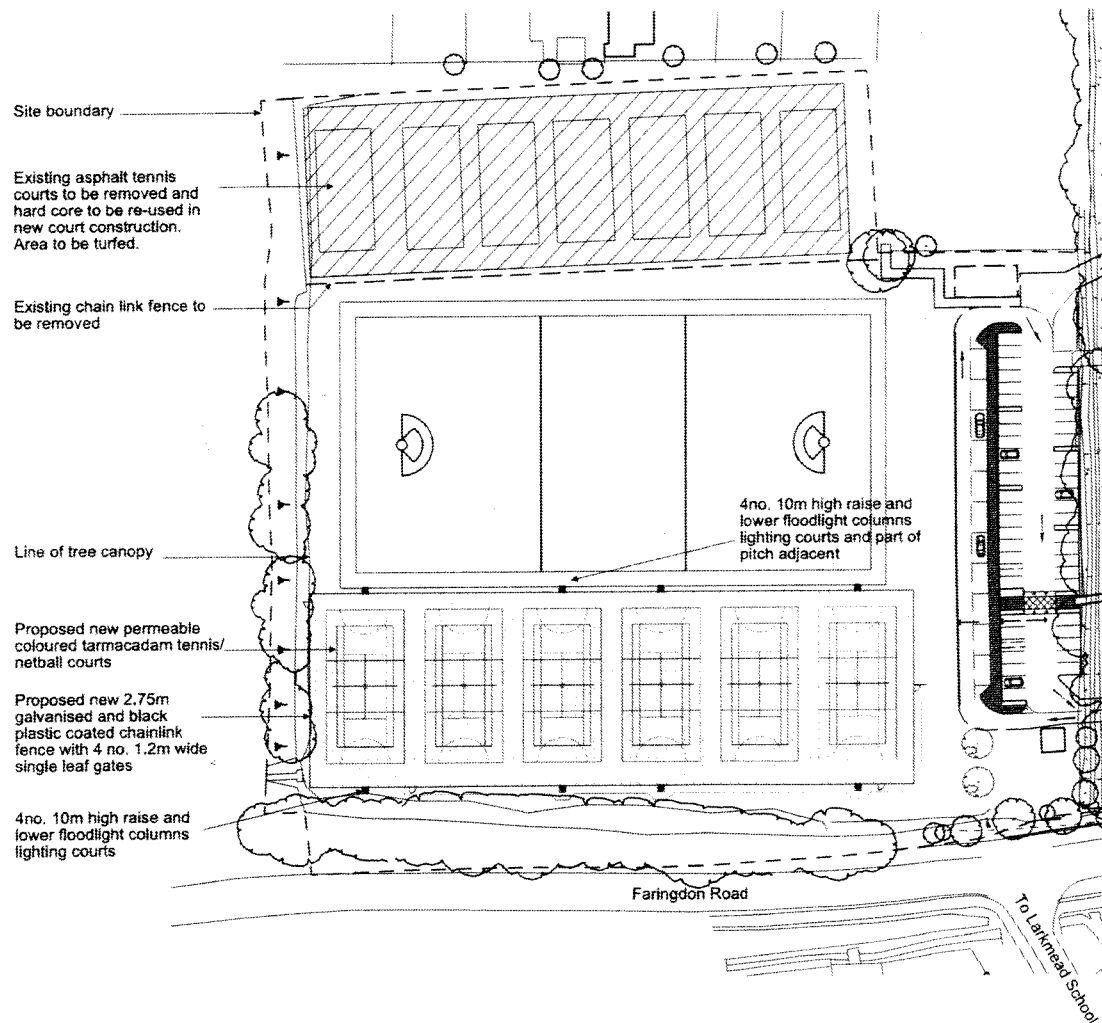 Site boundary
Existing asphalt tennis
courts to be removed and
hard core to be re-used in
new court construction.
Area to be turfed.
Existing chain link fence to
be removed
4no. 10m high raise and
lower floodlight columns
lighting courts and part of
pitch adjacent
Line of tree canopy
Proposed new permeable
coloured tarmacadam tennis/
netball courts
Proposed new 2.75m
galvanised and black
plastic coated chainlink
fence with 4 no. 1.2m wide
single leaf gates
4no. 10m high raise and
lower floodlight columns
lighting courts
Faringdon Road
To Larkmead School